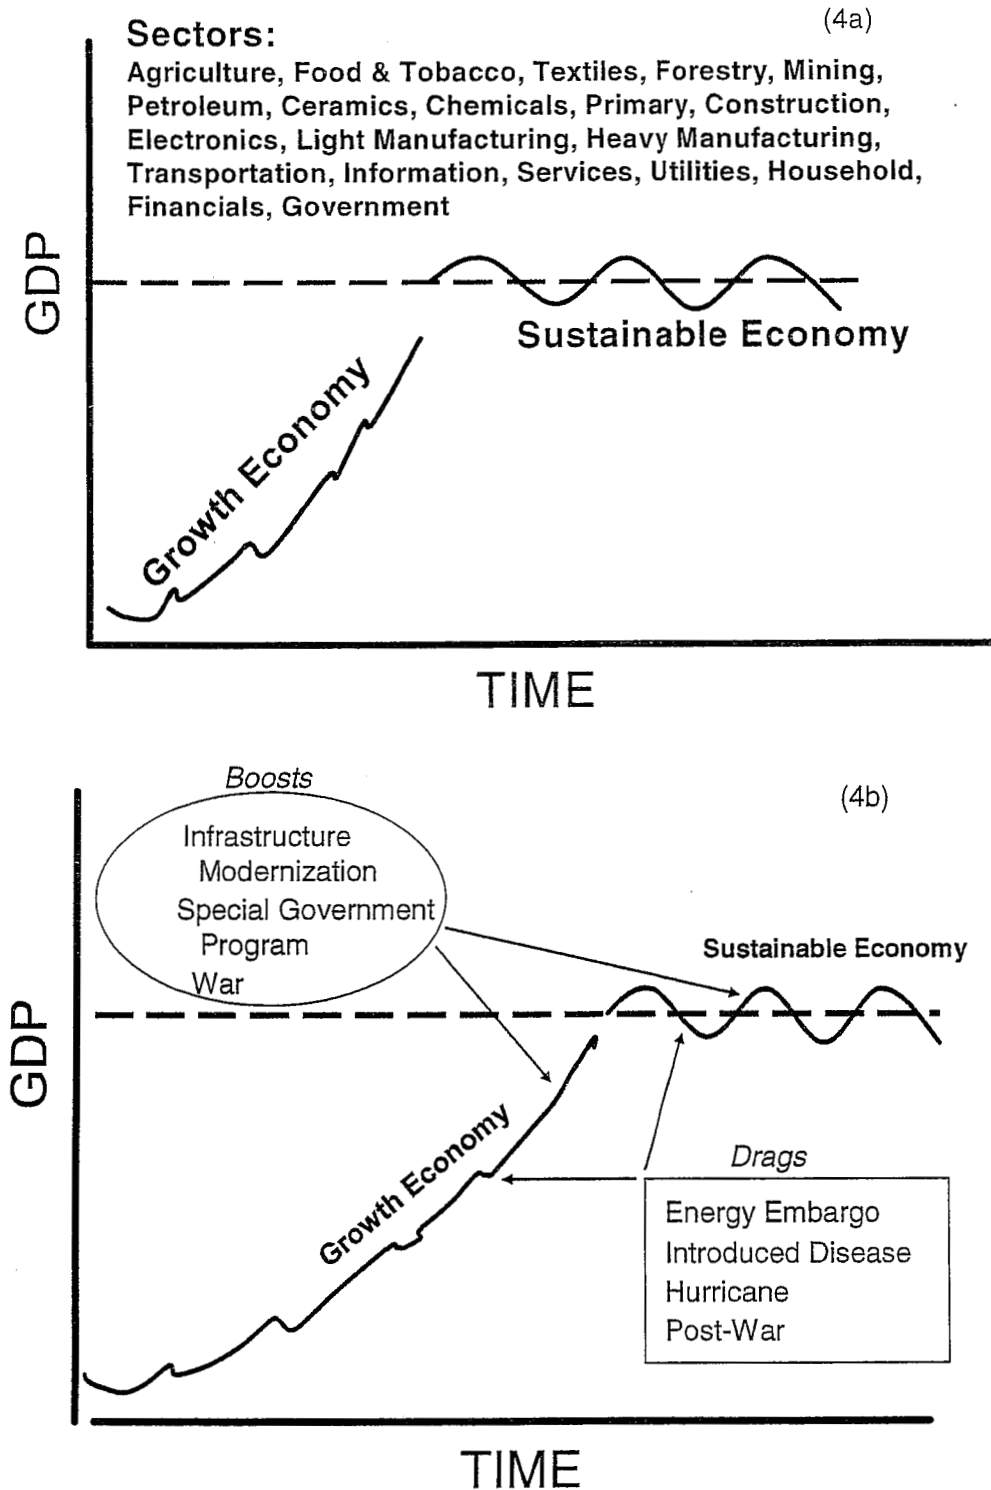 (4a)
Sectors:
Agriculture, Food & Tobacco, Textiles, Forestry, Mining,
Petroleum, Ceramics, Chemicals, Primary, Construction,
Electronics, Light Manufacturing, Heavy Manufacturing,
Transportation, Information, Services, Utilities, Household,
Financials, Government
GDP
Sustainable Economy
Growth Economy
TIME
Boosts
(4b)
Infrastructure
Modernization
Special Government
Program
War
Sustainable Economy
GDP
Growth Economy
Drags
Energy Embargo
Introduced Disease
Hurricane
Post-War
TIME